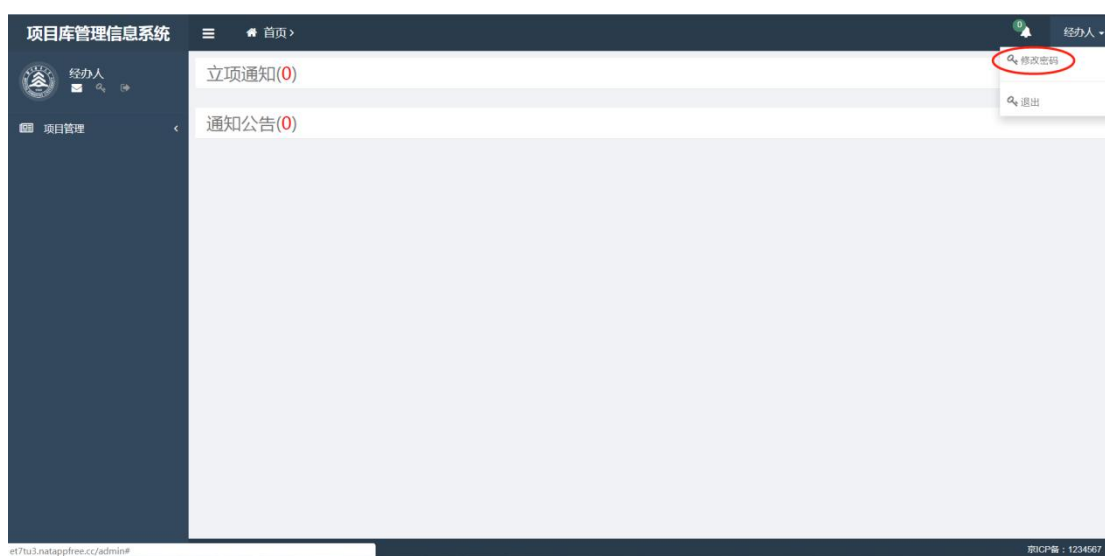 项目库管理信息系统
首页
0
经办人
经办人
修改密码
退出
项目管理
立项通知(0)
通知公告(0)
et7tu3.natappfree.cc/admin#
京ICP备：1234567